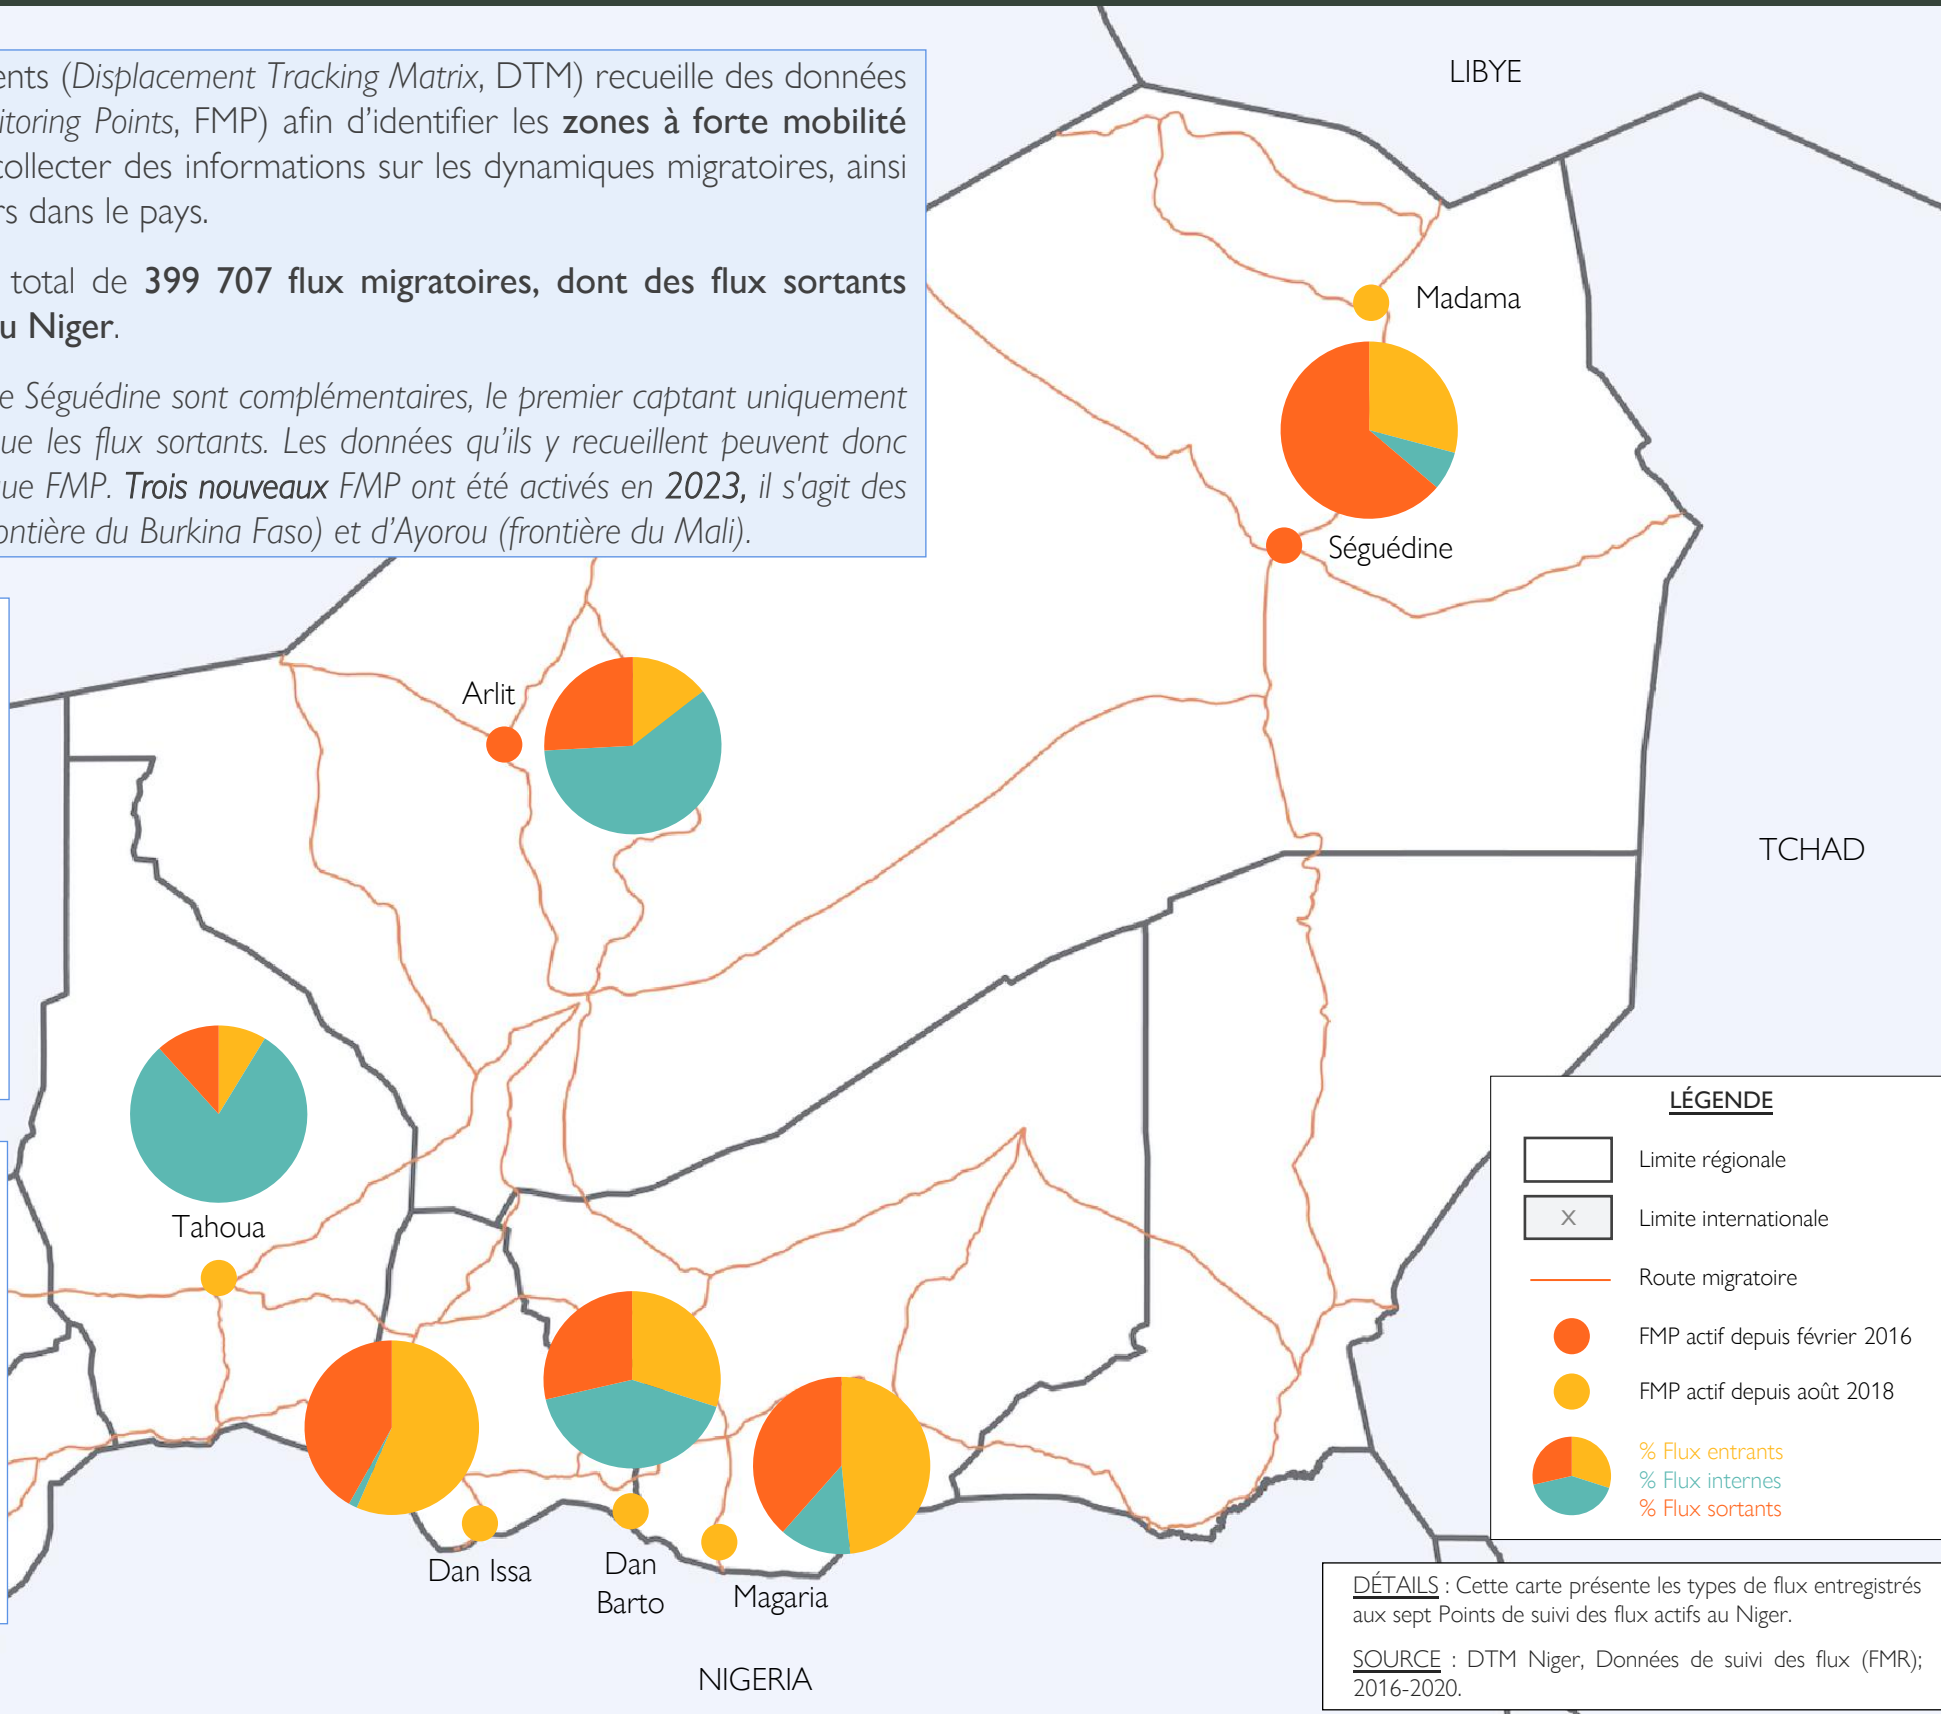 ents (Displacement Tracking Matrix, DTM) recueille des données
itoring Points, FMP) afin d'identifier les zones à forte mobilité
collecter des informations sur les dynamiques migratoires, ainsi
rs dans le pays.
total de 399 707 flux migratoires, dont des flux sortants
u Niger.
e Séguédine sont complémentaires, le premier captant uniquement
ue les flux sortants. Les données qu'ils y recueillent peuvent donc
ue FMP. Trois nouveaux FMP ont été activés en 2023, il s'agit des
ontière du Burkina Faso) et d'Ayorou (frontière du Mali).
LIBYE
Madama
Séguédine
Arlit
TCHAD
Tahoua
Dan Issa
Dan
Barto
Magaria
NIGERIA
LÉGENDE
Limite régionale
X Limite internationale
Route migratoire
FMP actif depuis février 2016
FMP actif depuis août 2018
% Flux entrants
% Flux internes
% Flux sortants
DÉTAILS : Cette carte présente les types de flux entregistrés
aux sept Points de suivi des flux actifs au Niger.
SOURCE : DTM Niger, Données de suivi des flux (FMR);
2016-2020.